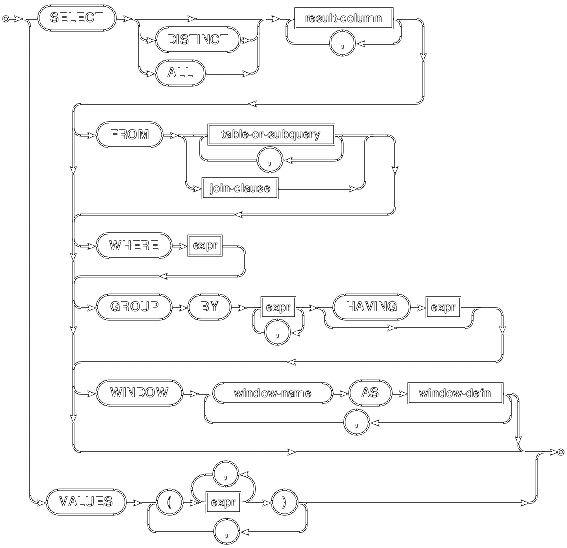 SELECT result-column
DISTINCT ,
ALL
FROM table-or-subquery
,
join-clause
WHERE expr
GROUP BY expr HAVING expr
,
WINDOW window-name AS window-defn
,
,
VALUES ( expr )
,